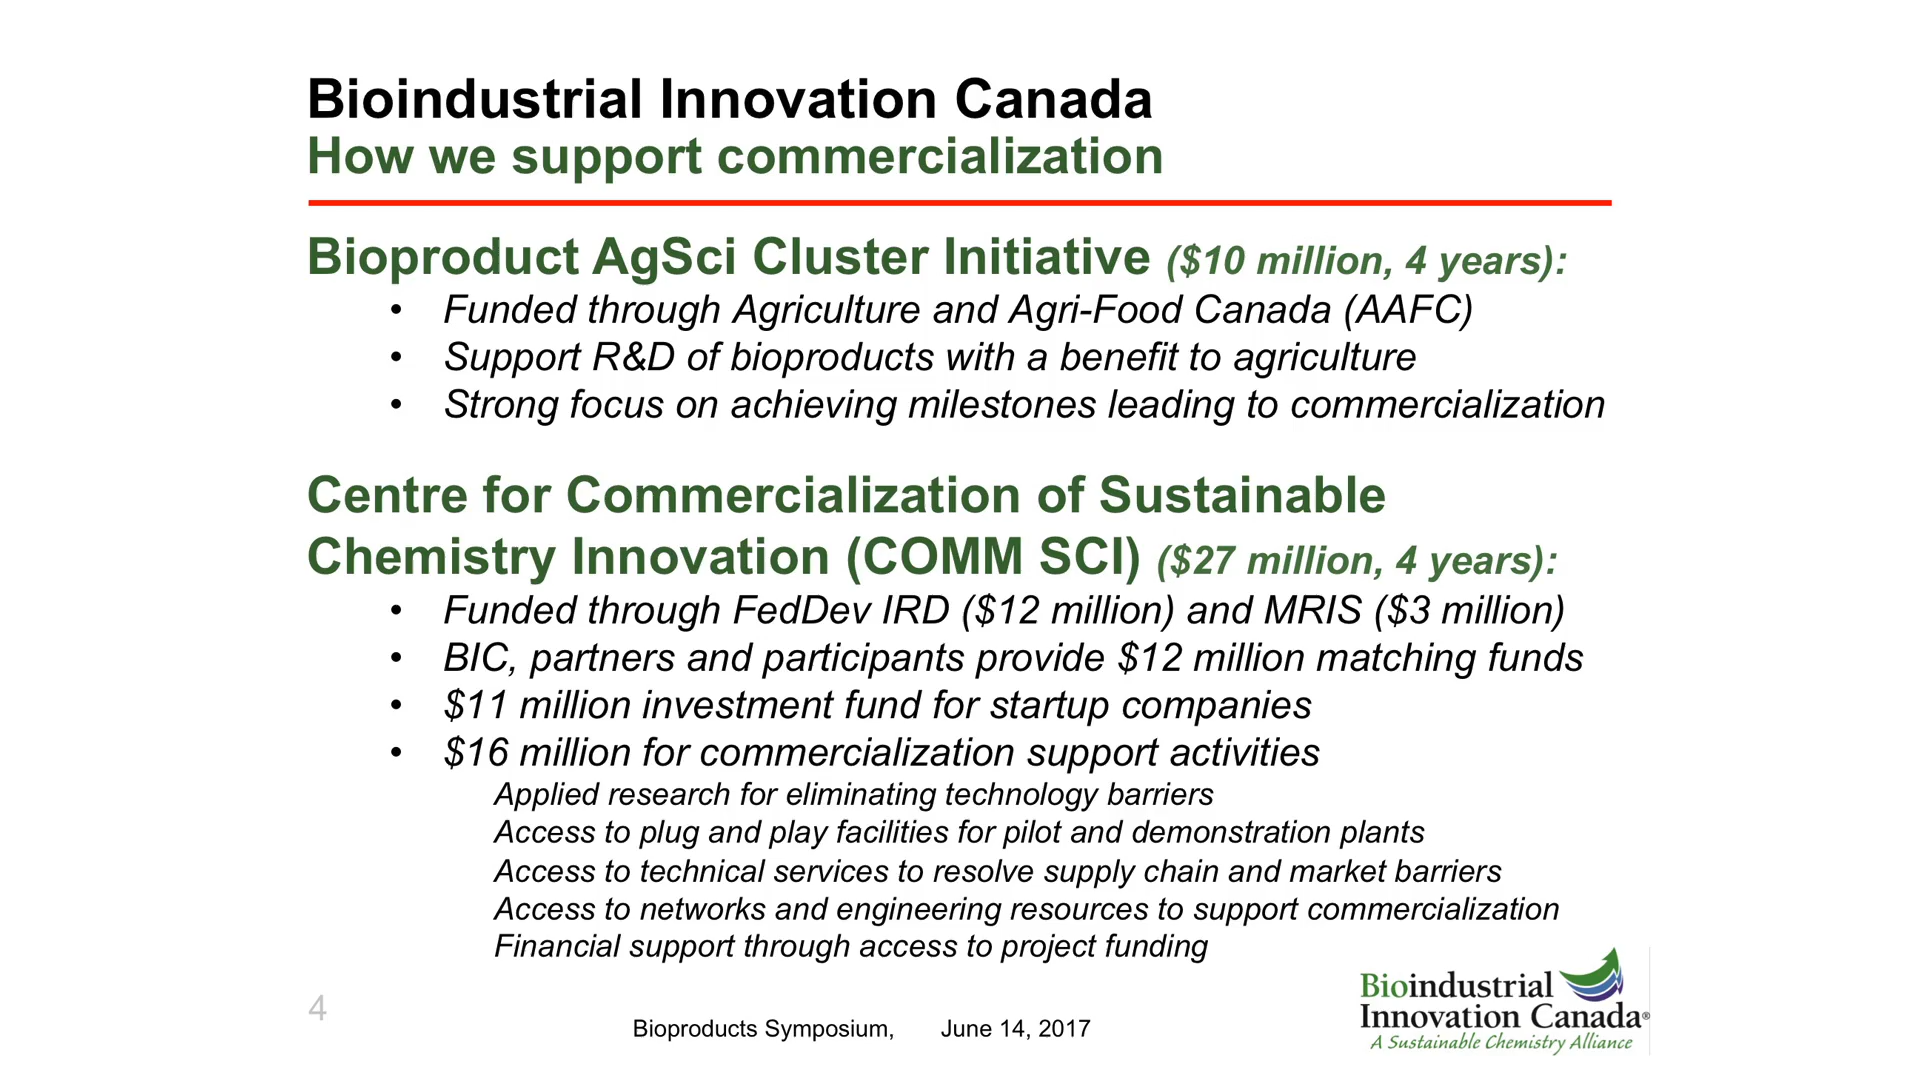 Bioindustrial Innovation Canada
How we support commercialization
Bioproduct AgSci Cluster Initiative ($10 million, 4 years):
• Funded through Agriculture and Agri-Food Canada (AAFC)
• Support R&D of bioproducts with a benefit to agriculture
• Strong focus on achieving milestones leading to commercialization
Centre for Commercialization of Sustainable
Chemistry Innovation (COMM SCI) ($27 million, 4 years):
• Funded through FedDev IRD ($12 million) and MRIS ($3 million)
• BIC, partners and participants provide $12 million matching funds
• $11 million investment fund for startup companies
• $16 million for commercialization support activities
Applied research for eliminating technology barriers
Access to plug and play facilities for pilot and demonstration plants
Access to technical services to resolve supply chain and market barriers
Access to networks and engineering resources to support commercialization
Financial support through access to project funding
4
Bioproducts Symposium, June 14, 2017
Bioindustrial
Innovation Canada®
A Sustainable Chemistry Alliance